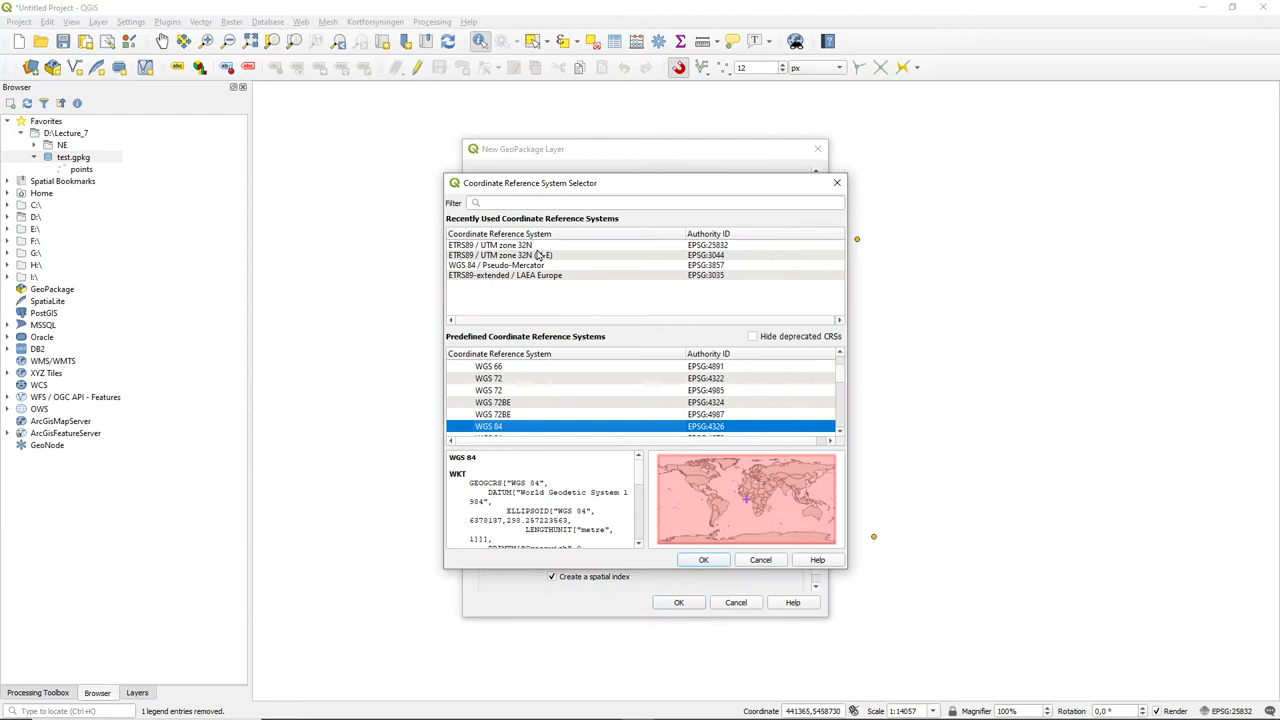 *Untitled Project - QGIS
Project Edit View Layer Settings Plugins Vector Raster Database Web Mesh Kortforsyningen Processing Help
12 px
Browser
Favorites
D:\Lecture_7
NE
test.gpkg
points
Spatial Bookmarks
Home
C:\
D:\
E:\
F:\
G:\
H:\
I:\
GeoPackage
SpatiaLite
PostGIS
MSSQL
Oracle
DB2
WMS/WMTS
XYZ Tiles
WCS
WFS / OGC API - Features
OWS
ArcGisMapServer
ArcGisFeatureServer
GeoNode
New GeoPackage Layer
Coordinate Reference System Selector
Filter
Recently Used Coordinate Reference Systems
Coordinate Reference System Authority ID
ETRS89 / UTM zone 32N EPSG:25832
ETRS89 / UTM zone 32N EPSG:3044
WGS 84 / Pseudo-Mercator EPSG:3857
ETRS89-extended / LAEA Europe EPSG:3035
Predefined Coordinate Reference Systems Hide deprecated CRSs
Coordinate Reference System Authority ID
WGS 66 EPSG:4891
WGS 72 EPSG:4322
WGS 72 EPSG:4985
WGS 72BE EPSG:4324
WGS 72BE EPSG:4987
WGS 84 EPSG:4326
WGS 84
WKT
GEOGCRS["WGS 84",
DATUM["World Geodetic System 1
984",
ELLIPSOID["WGS 84",
6378137,298.257223563,
LENGTHUNIT["metre",
1]]],
OK Cancel Help
Create a spatial index
OK Cancel Help
Processing Toolbox Browser Layers
Type to locate (Ctrl+K) 1 legend entries removed. Coordinate 441365,5458730 Scale 1:14057 Magnifier 100% Rotation 0,0 ° Render EPSG:25832